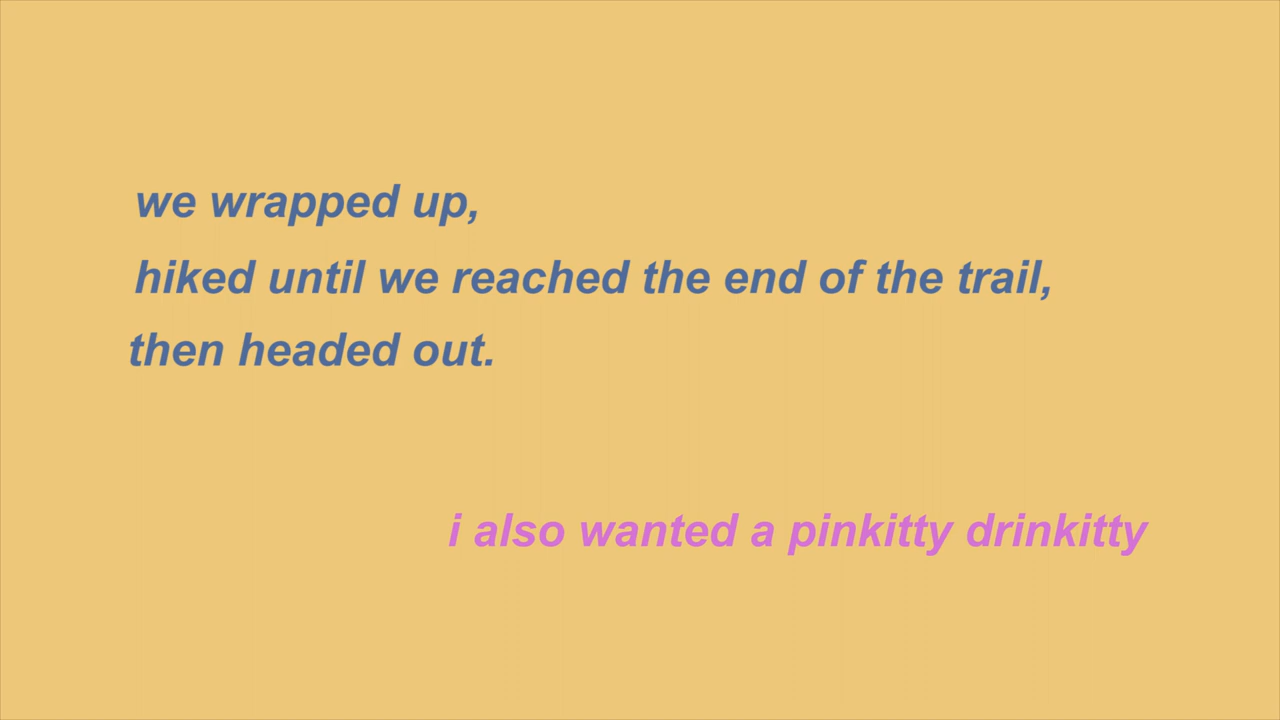 we wrapped up,
hiked until we reached the end of the trail,
then headed out.
i also wanted a pinkitty drinkitty